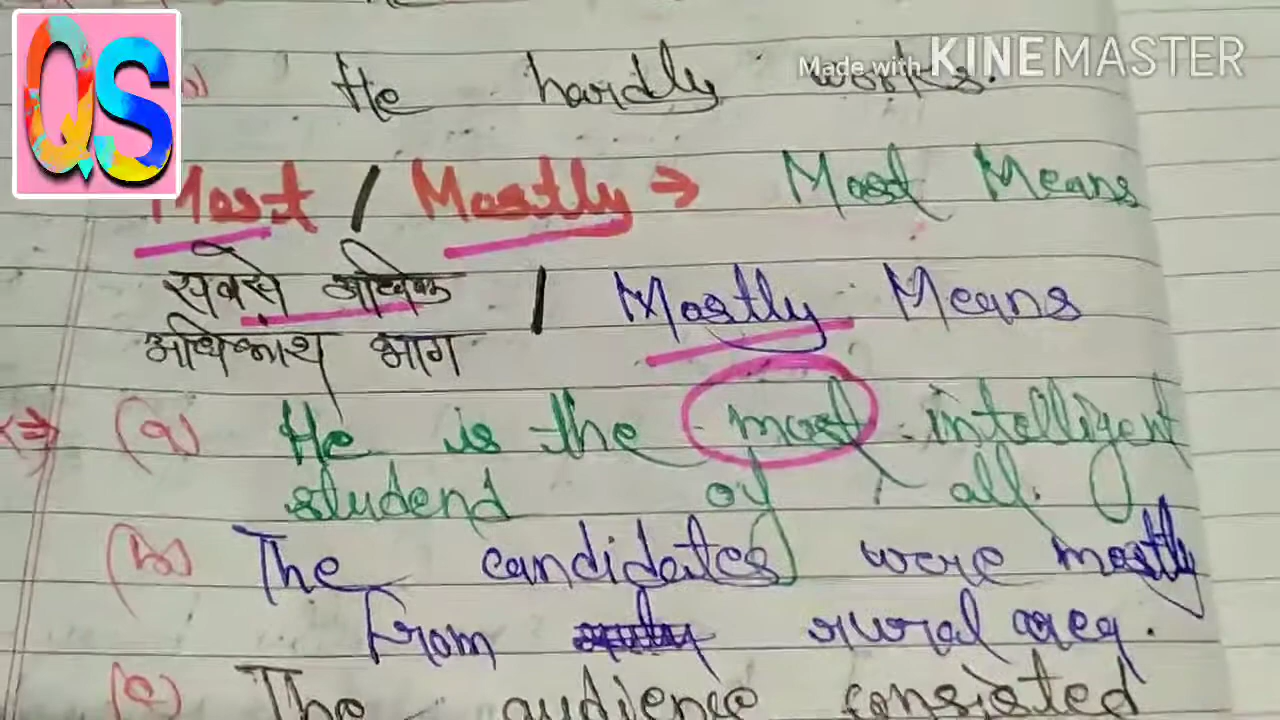 QS
Made with KINEMASTER
He hardly works.
Most / Mostly → Most Means
सबसे अधिक / Mostly Means
अधिकांश भाग
(a) He is the most intelligent
student of all.
(b) The candidates were mostly
from rural area.
(c) The audience consisted